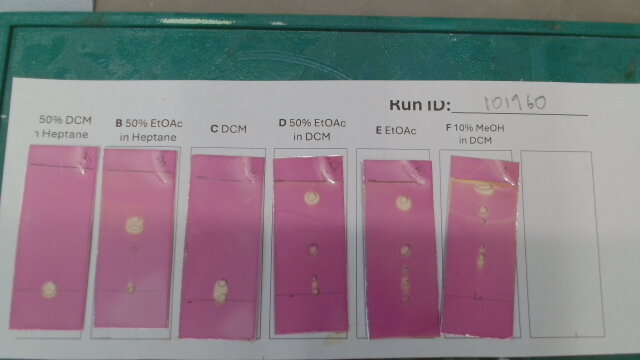 Run ID: 101960
50% DCM
in Heptane
B 50% EtOAc
in Heptane
C DCM
D 50% EtOAc
in DCM
E EtOAc
F 10% MeOH
in DCM